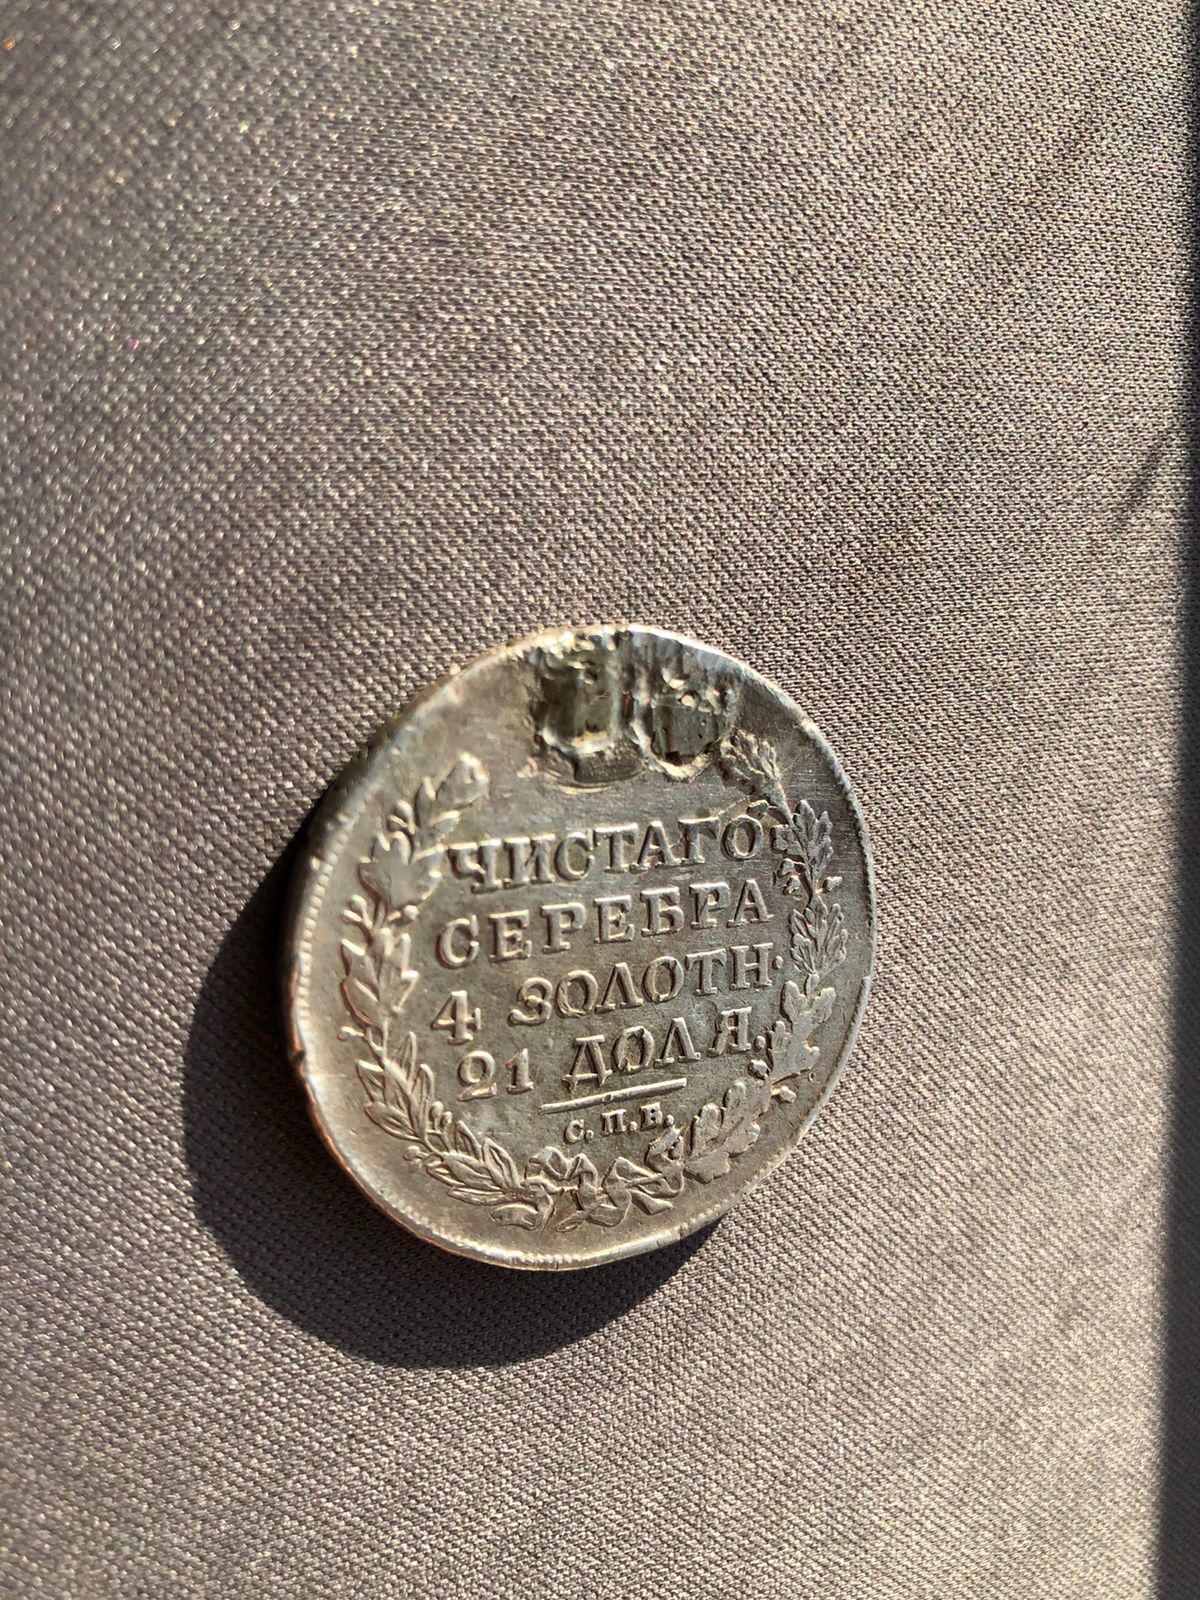 ЧИСТАГО
СЕРЕБРА
4 ЗОЛОТН.
21 ДОЛЯ.
С.П.Б.